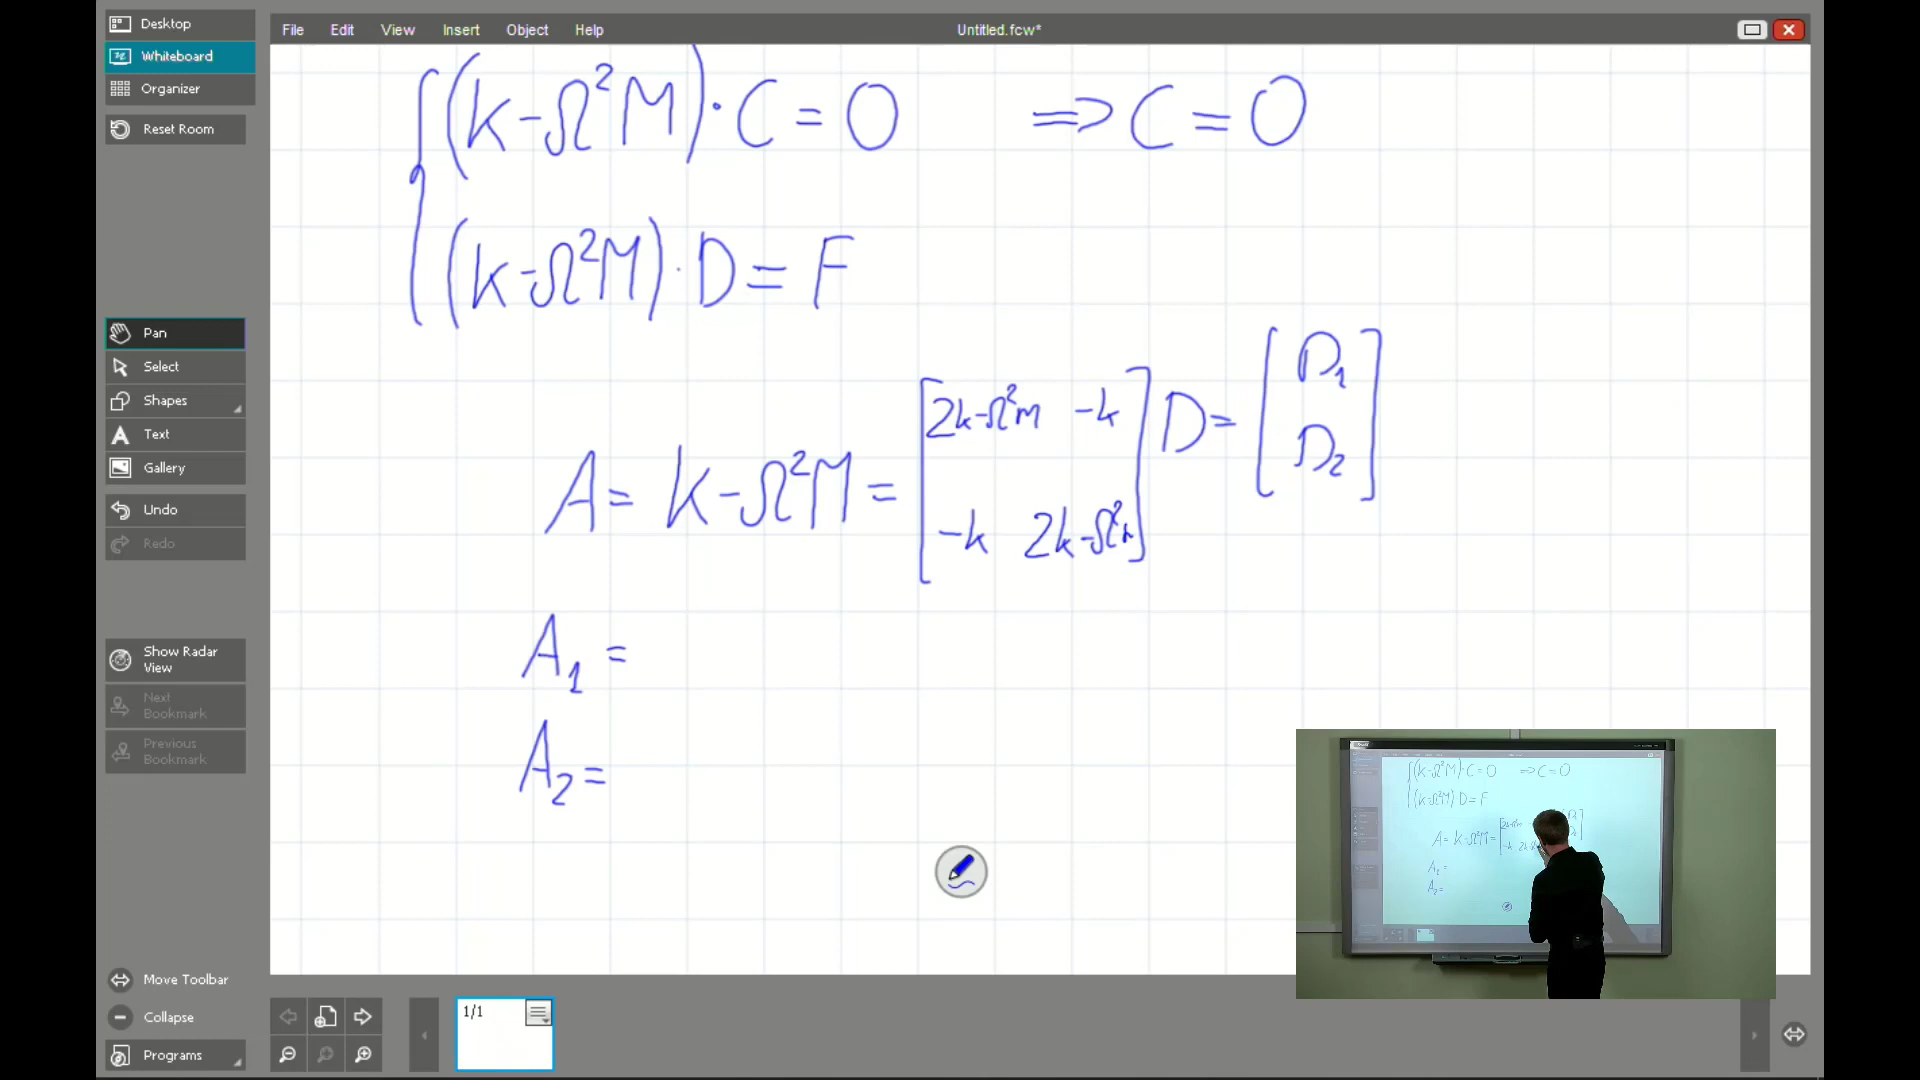 Desktop
Whiteboard
Organizer
Reset Room
File Edit View Insert Object Help Untitled.fcw*
(K-Ω²M)·C=0 ⇒C=0
(K-Ω²M)·D=F
A=K-Ω²M=[2k-Ω²m -k
-k 2k-Ω²m]
D=[D₁
D₂]
A₁=
A₂=
Pan
Select
Shapes
Text
Gallery
Undo
Redo
Show Radar
View
Next
Bookmark
Previous
Bookmark
Move Toolbar
Collapse
Programs
1/1